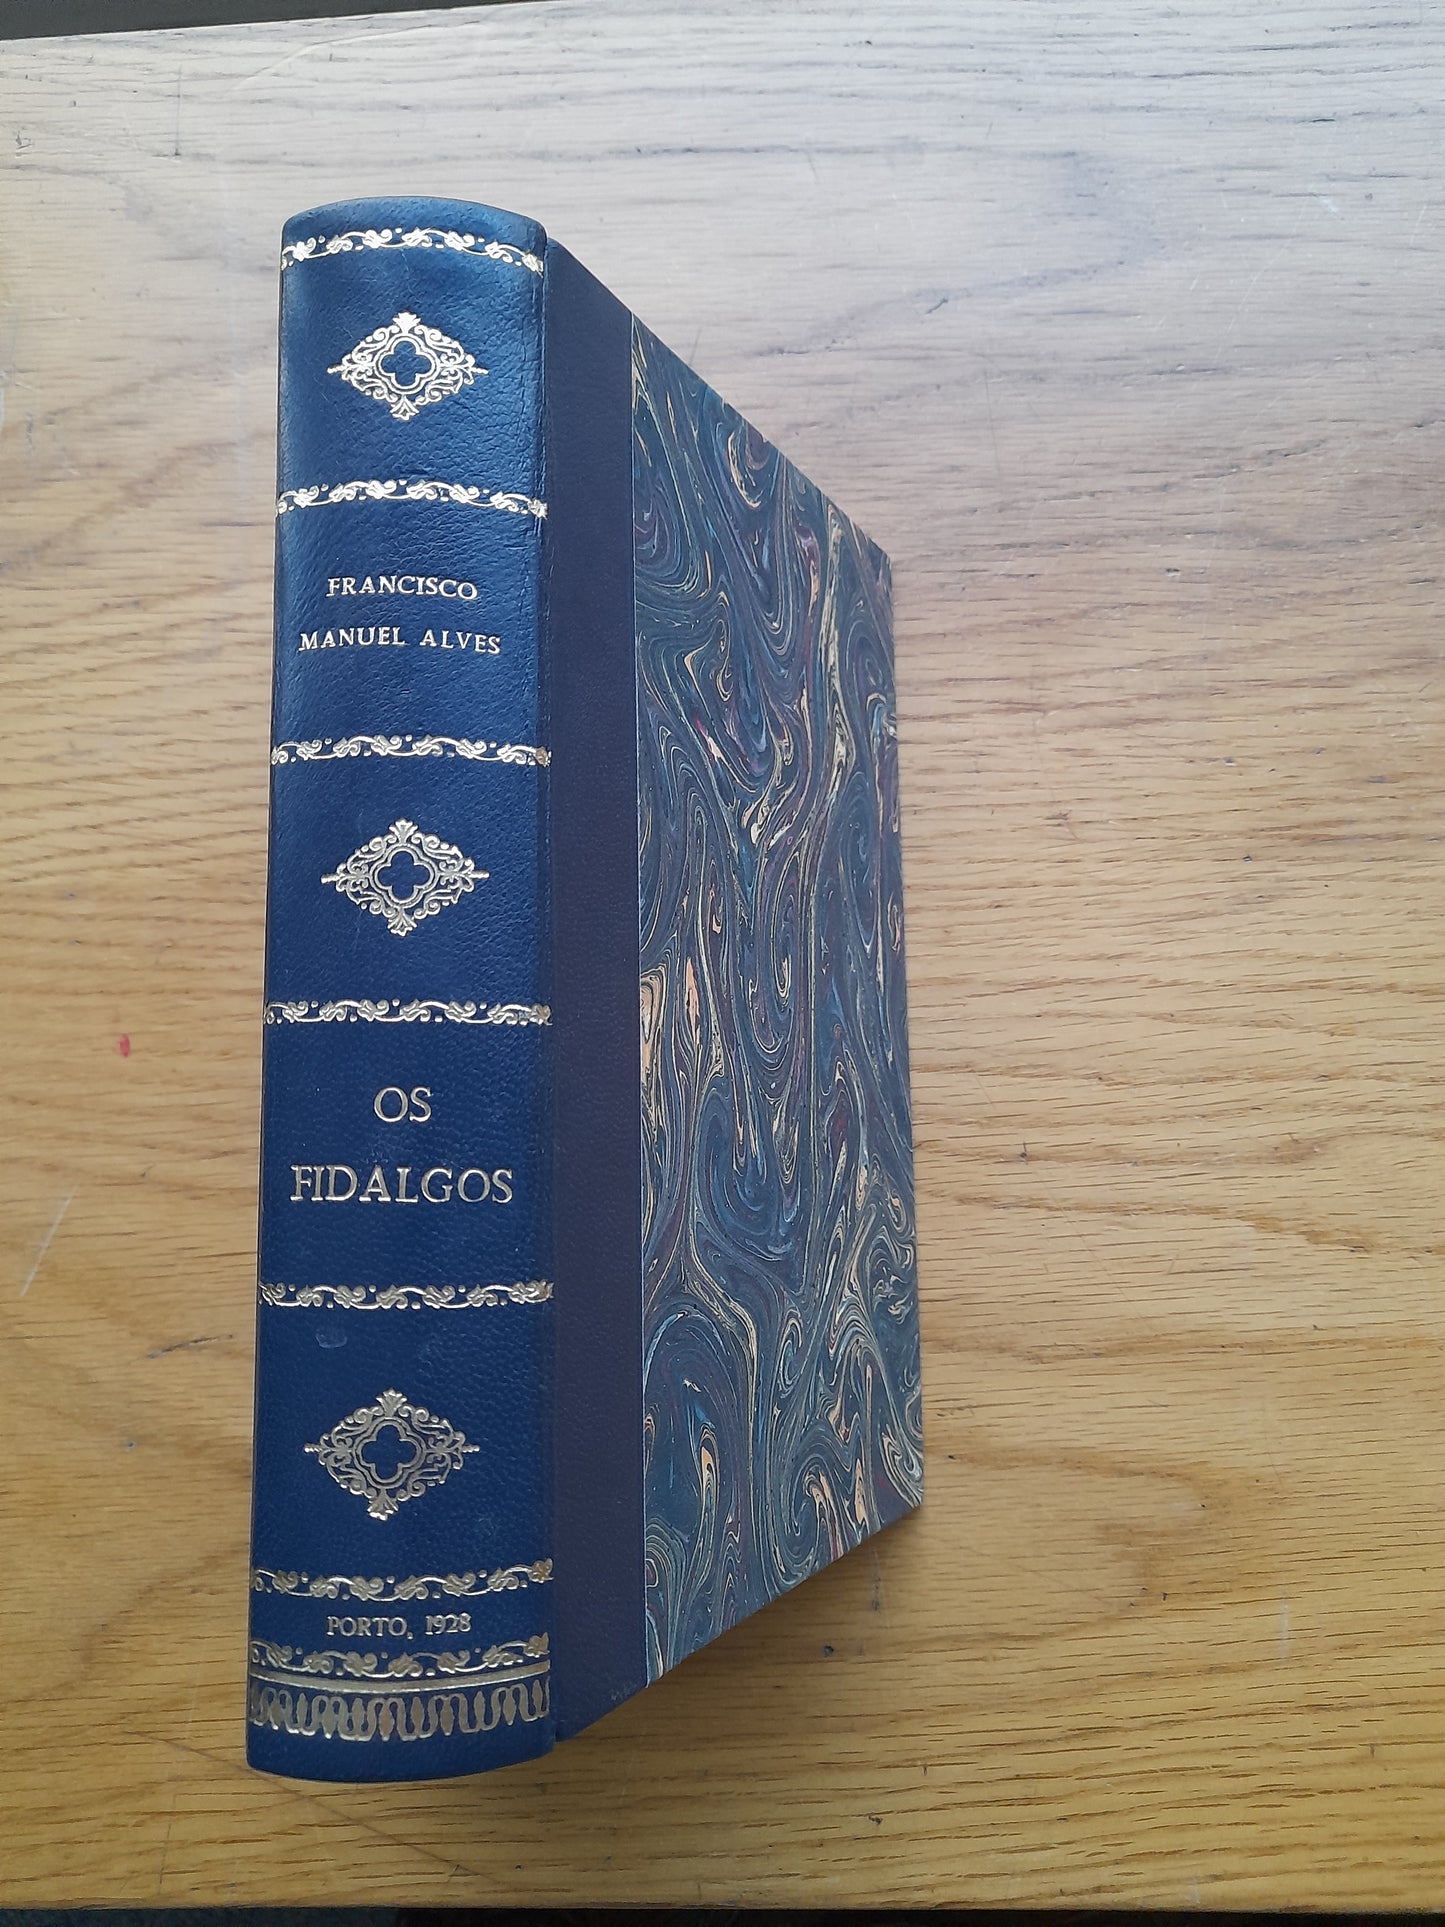 FRANCISCO
MANUEL ALVES
OS
FIDALGOS
PORTO, 1928